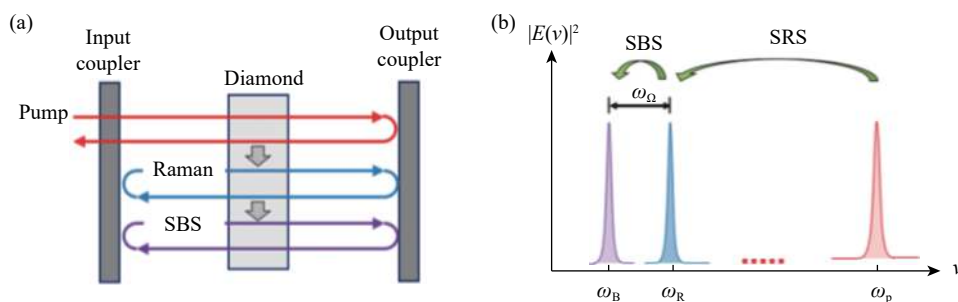 (a)
Input
coupler
Output
coupler
Diamond
Pump
Raman
SBS
(b)
|E(ν)|²
SBS
SRS
ω_Ω
ω_B
ω_R
ω_p
ν